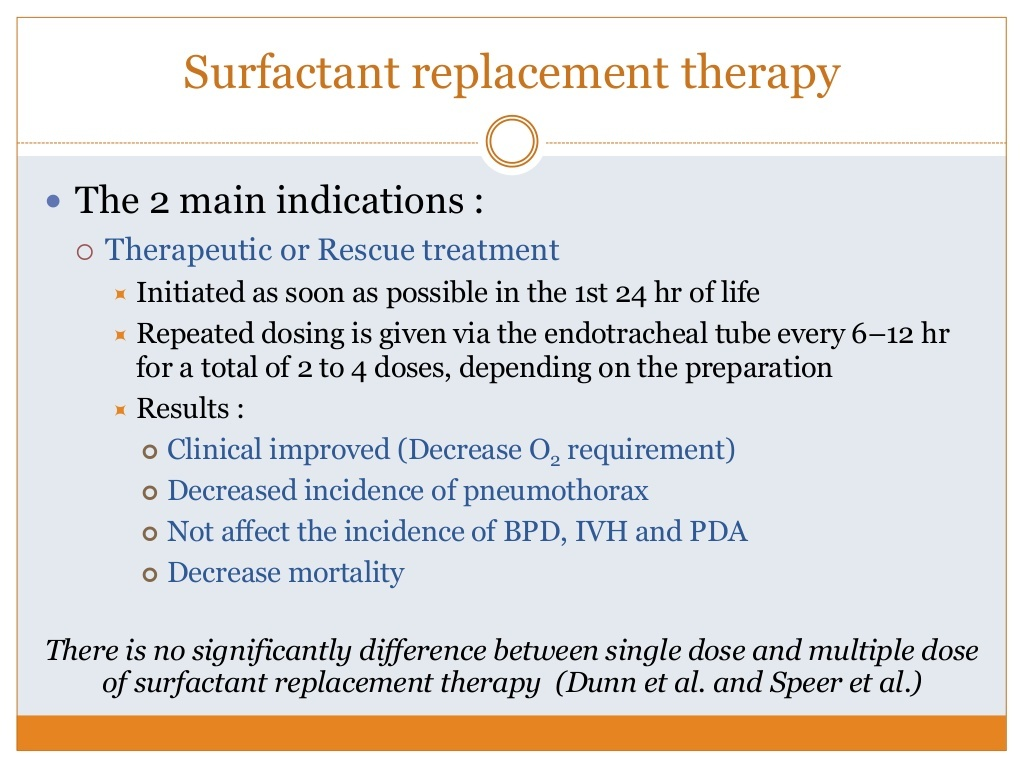 Surfactant replacement therapy
The 2 main indications :
Therapeutic or Rescue treatment
Initiated as soon as possible in the 1st 24 hr of life
Repeated dosing is given via the endotracheal tube every 6–12 hr
for a total of 2 to 4 doses, depending on the preparation
Results :
Clinical improved (Decrease O₂ requirement)
Decreased incidence of pneumothorax
Not affect the incidence of BPD, IVH and PDA
Decrease mortality
There is no significantly difference between single dose and multiple dose
of surfactant replacement therapy (Dunn et al. and Speer et al.)